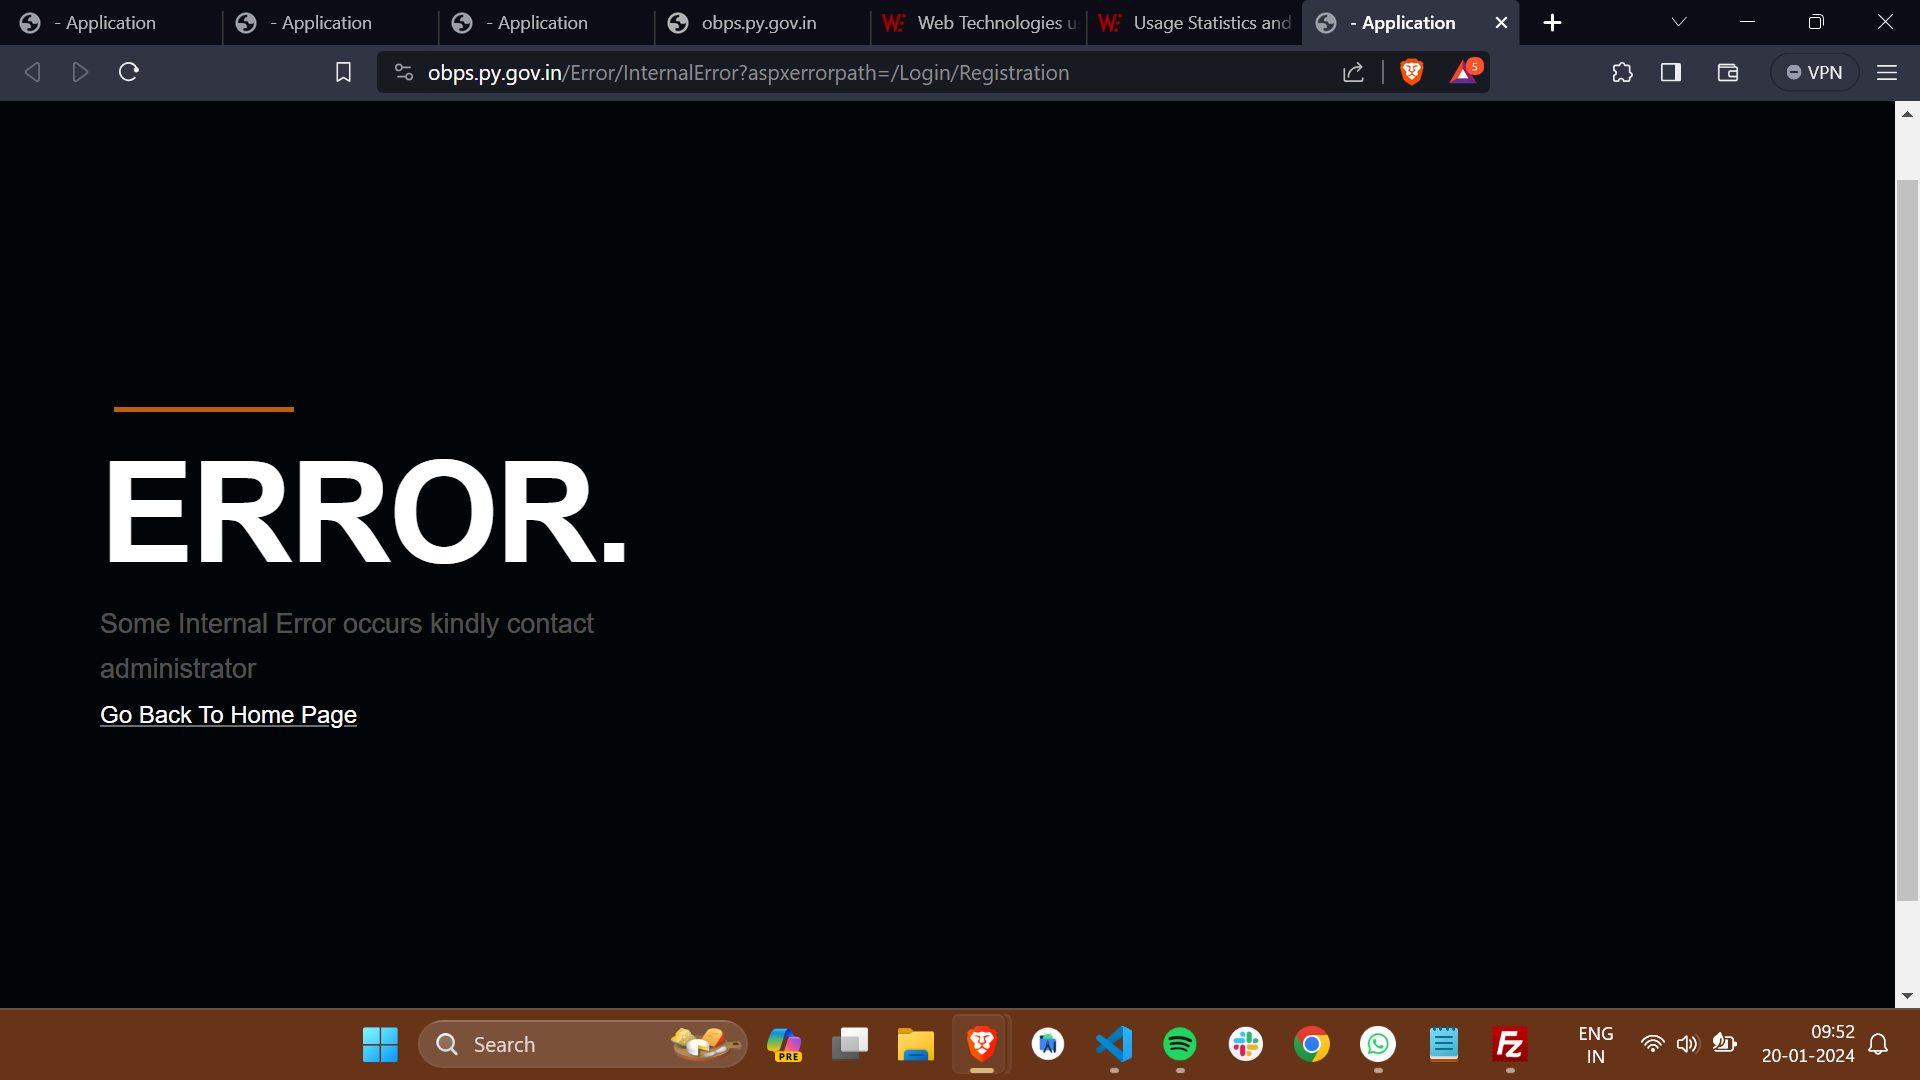 - Application
- Application
- Application
obps.py.gov.in
Web Technologies u
Usage Statistics and
- Application
obps.py.gov.in/Error/InternalError?aspxerrorpath=/Login/Registration
5
VPN
ERROR.
Some Internal Error occurs kindly contact
administrator
Go Back To Home Page
Search
PRE
ENG
IN
09:52
20-01-2024